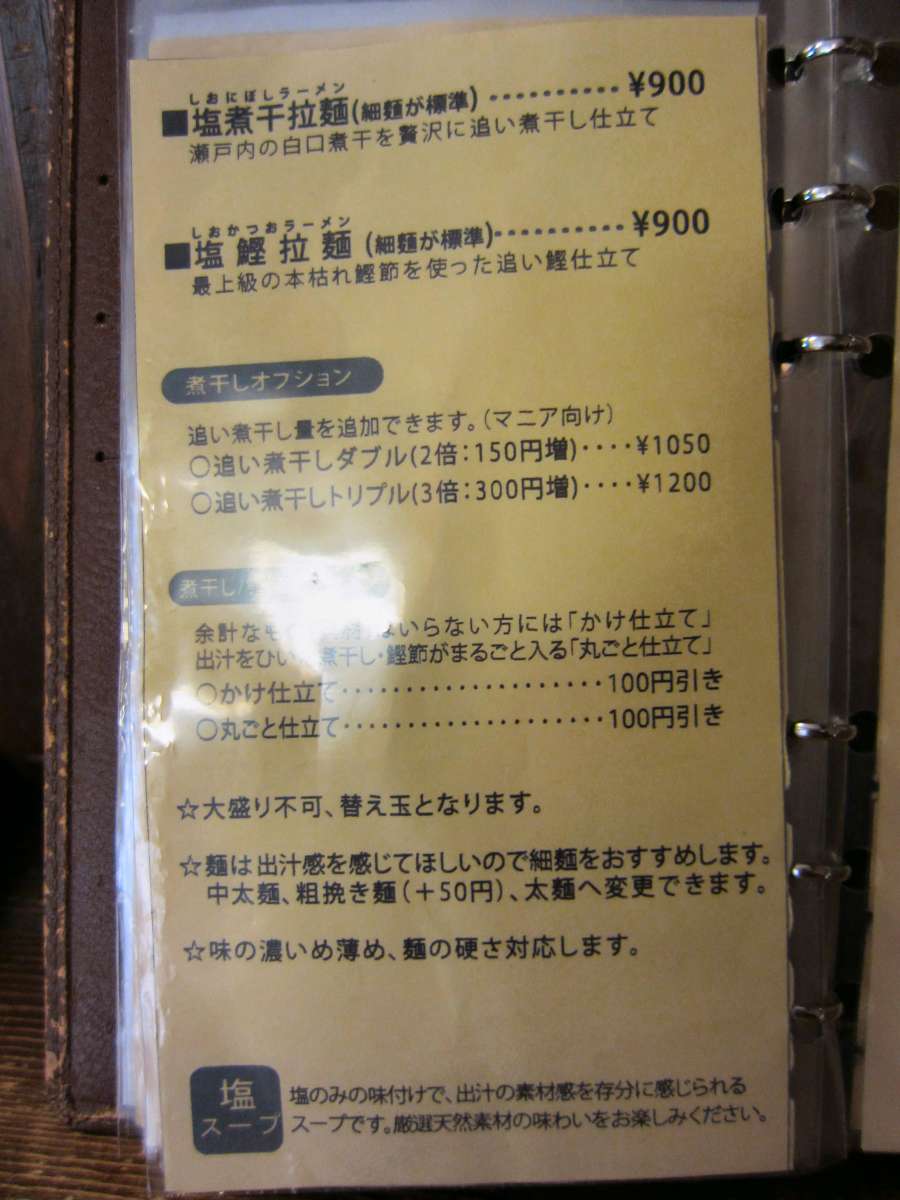 しおにぼしラーメン
■塩煮干拉麺(細麺が標準)・・・・・・・・・・¥900
瀬戸内の白口煮干を贅沢に追い煮干し仕立て
しおかつおラーメン
■塩鰹拉麺(細麺が標準)・・・・・・・・・・¥900
最上級の本枯れ鰹節を使った追い鰹仕立て
煮干しオプション
追い煮干し量を追加できます。(マニア向け)
○追い煮干しダブル(2倍:150円増)・・・・¥1050
○追い煮干しトリプル(3倍:300円増)・・・・¥1200
煮干し/
余計な はいらない方には「かけ仕立て」
出汁をひい 煮干し・鰹節がまるごと入る「丸ごと仕立て」
○かけ仕立て・・・・・・・・・・・・・・・・・・・・・100円引き
○丸ごと仕立て・・・・・・・・・・・・・・・・・・・・・100円引き
☆大盛り不可、替え玉となります。
☆麺は出汁感を感じてほしいので細麺をおすすめします。
中太麺、粗挽き麺(+50円)、太麺へ変更できます。
☆味の濃いめ薄め、麺の硬さ対応します。
塩
スープ
塩のみの味付けで、出汁の素材感を存分に感じられる
スープです。厳選天然素材の味わいをお楽しみください。